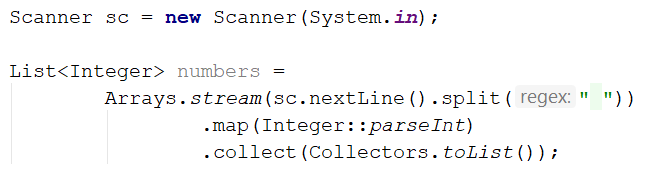 Scanner sc = new Scanner(System.in);
List<Integer> numbers =
Arrays.stream(sc.nextLine().split( regex: " "))
.map(Integer::parseInt)
.collect(Collectors.toList());